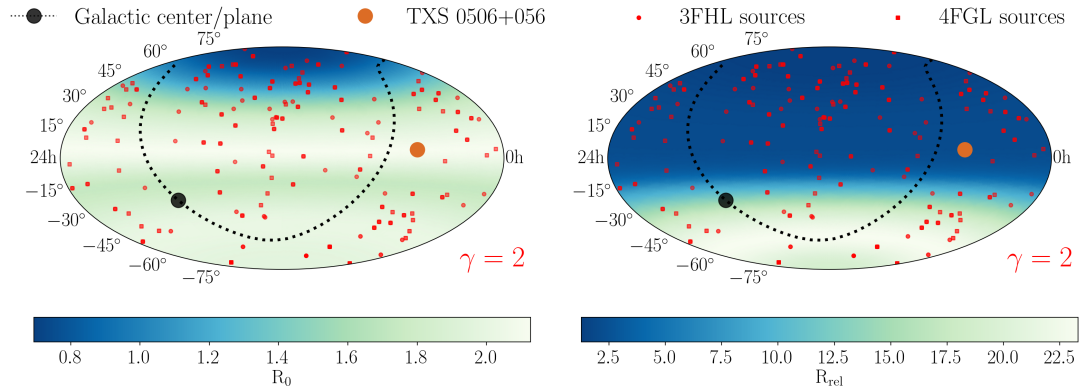 Galactic center/plane TXS 0506+056 3FHL sources 4FGL sources
75° 75°
60° 60°
45° 45°
30° 30°
15° 15°
24h 0h 24h 0h
−15° −15°
−30° −30°
−45° γ = 2 −45° γ = 2
−60° −60°
−75° −75°
0.8 1.0 1.2 1.4 1.6 1.8 2.0 2.5 5.0 7.5 10.0 12.5 15.0 17.5 20.0 22.5
R₀ R_rel